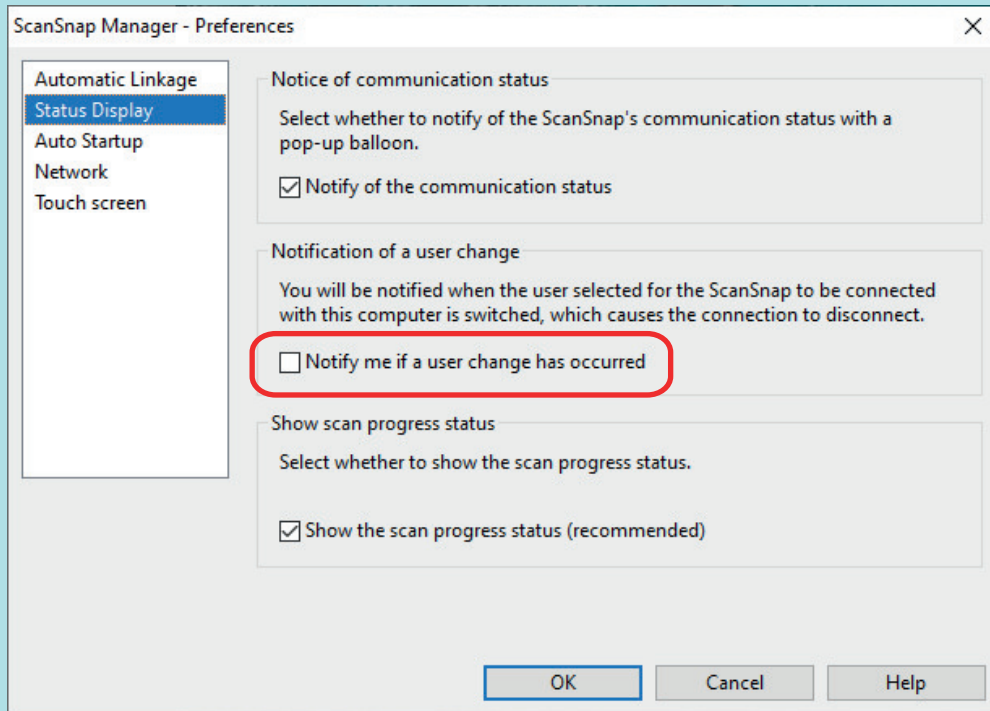 ScanSnap Manager - Preferences
Automatic Linkage
Status Display
Auto Startup
Network
Touch screen
Notice of communication status
Select whether to notify of the ScanSnap's communication status with a
pop-up balloon.
Notify of the communication status
Notification of a user change
You will be notified when the user selected for the ScanSnap to be connected
with this computer is switched, which causes the connection to disconnect.
Notify me if a user change has occurred
Show scan progress status
Select whether to show the scan progress status.
Show the scan progress status (recommended)
OK
Cancel
Help